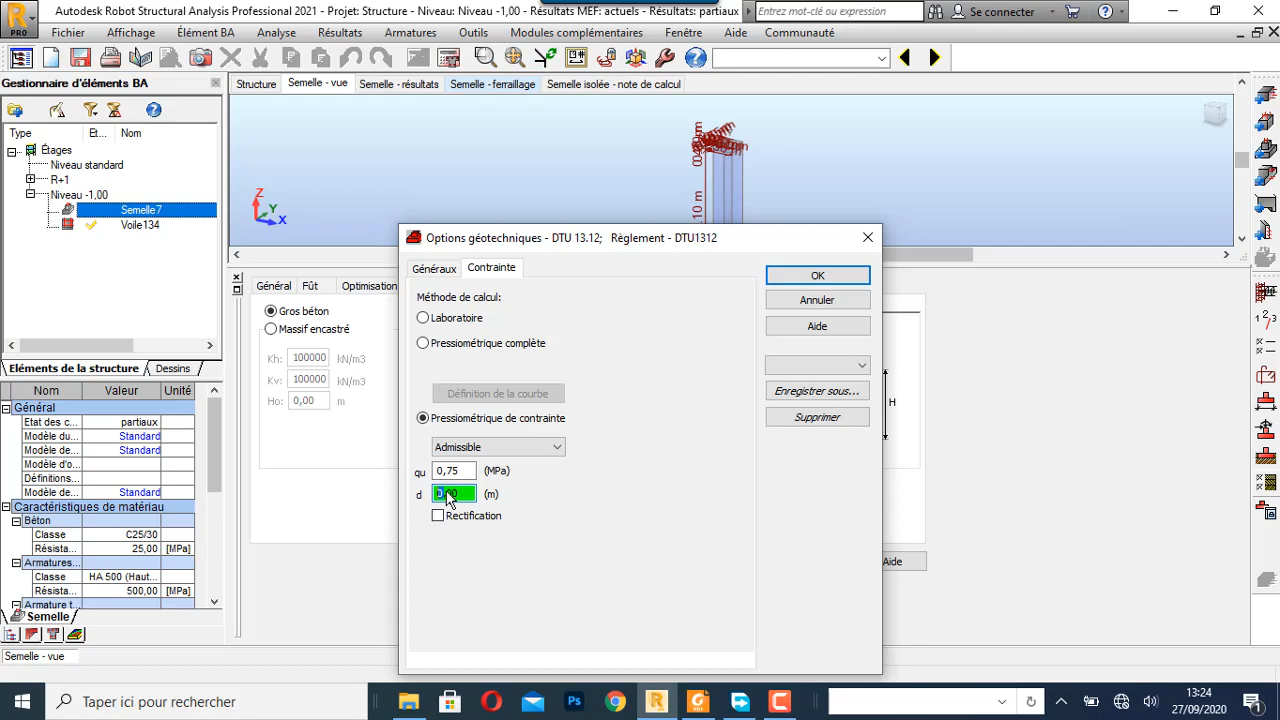 Autodesk Robot Structural Analysis Professional 2021 - Projet: Structure - Niveau: Niveau -1,00 - Résultats MEF: actuels - Résultats: partiaux
Entrez mot-clé ou expression
Se connecter
PRO
Fichier Affichage Élément BA Analyse Résultats Armatures Outils Modules complémentaires Fenêtre Aide Communauté
Gestionnaire d'éléments BA
Structure Semelle - vue Semelle - résultats Semelle - ferraillage Semelle isolée - note de calcul
Type Et... Nom
Étages
Niveau standard
R+1
Niveau -1,00
Semelle7
Voile134
Z
Y
X
Options géotechniques - DTU 13.12; Règlement - DTU1312
Généraux Contrainte
OK
Annuler
Aide
Enregistrer sous...
Supprimer
Méthode de calcul:
Laboratoire
Pressiométrique complète
Définition de la courbe
Pressiométrique de contrainte
Admissible
qu 0,75 (MPa)
d (m)
Rectification
Général Fût Optimisation
Gros béton
Massif encastré
Kh: 100000 kN/m3
Kv: 100000 kN/m3
Ho: 0,00 m
H
Aide
Eléments de la structure Dessins
Nom Valeur Unité
Général
Etat des c... partiaux
Modèle du... Standard
Modèle de... Standard
Modèle d'o...
Définitions...
Modèle de... Standard
Caractéristiques de matériau
Béton
Classe C25/30
Résista... 25,00 [MPa]
Armatures...
Classe HA 500 (Haut...
Résista... 500,00 [MPa]
Armature t...
Semelle
Semelle - vue
Taper ici pour rechercher
13:24
27/09/2020